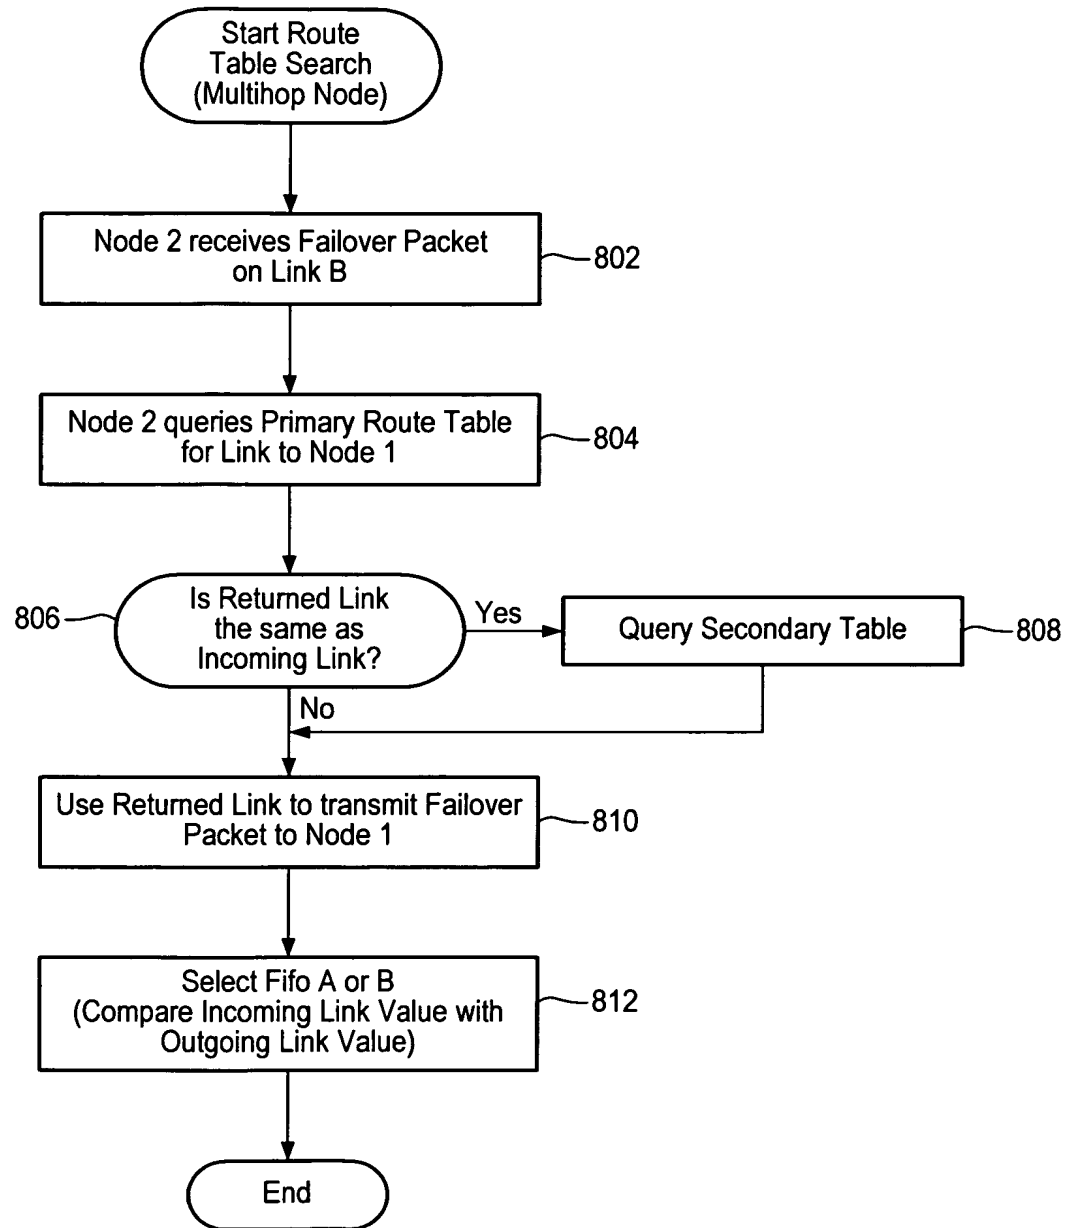 Start Route
Table Search
(Multihop Node)
Node 2 receives Failover Packet
on Link B
802
Node 2 queries Primary Route Table
for Link to Node 1
804
806
Is Returned Link
the same as
Incoming Link?
Yes
Query Secondary Table
808
No
Use Returned Link to transmit Failover
Packet to Node 1
810
Select Fifo A or B
(Compare Incoming Link Value with
Outgoing Link Value)
812
End